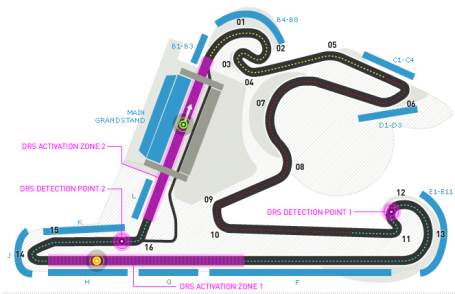 01
B4-B8
02
B1-B3
03
04
05
C1-C4
06
D1-D3
07
MAIN
GRANDSTAND
DRS ACTIVATION ZONE 2
08
DRS DETECTION POINT 2
L
09
12
E1-E11
DRS DETECTION POINT 1
K
10
11
13
15
16
14
J
H
G
F
DRS ACTIVATION ZONE 1